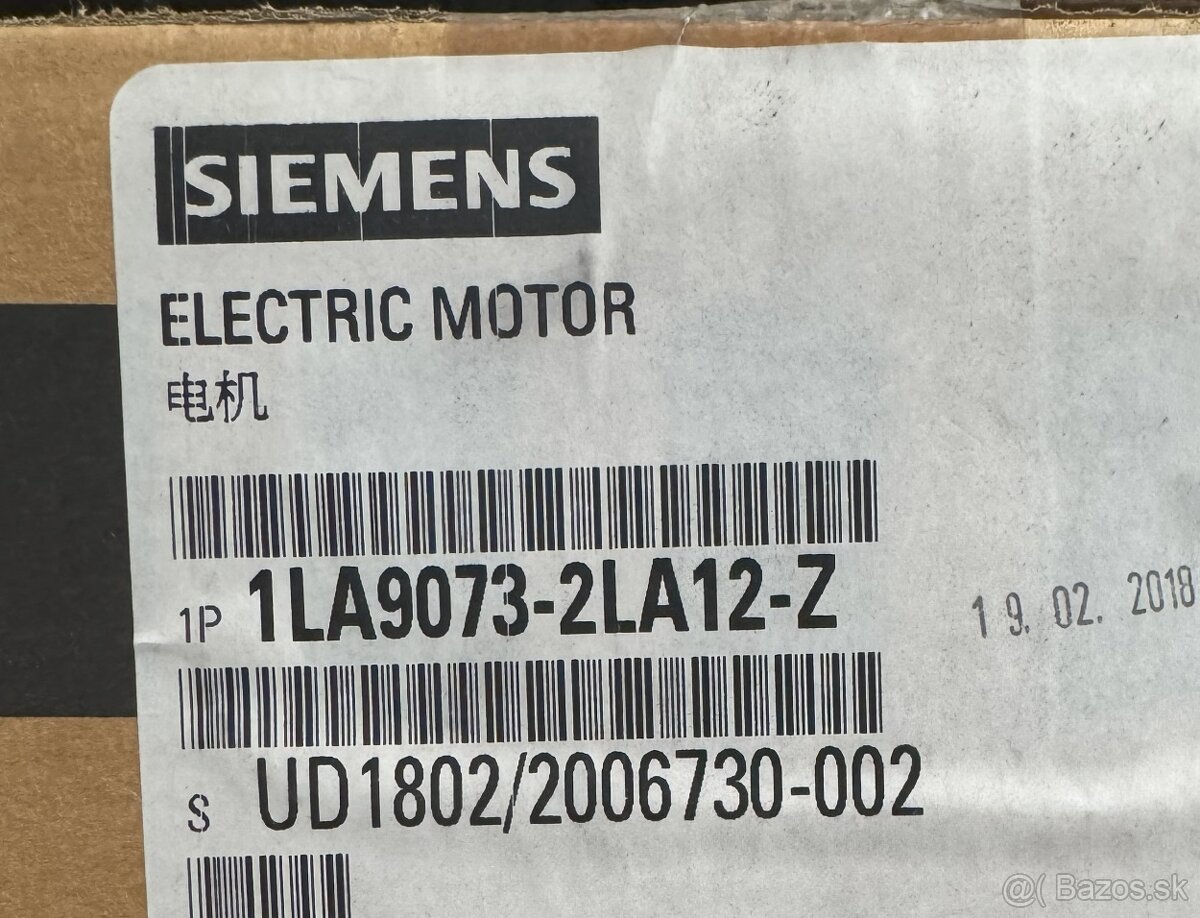 SIEMENS
ELECTRIC MOTOR
电机
1P 1LA9073-2LA12-Z
19. 02. 2018
S UD1802/2006730-002
@( Bazos.sk